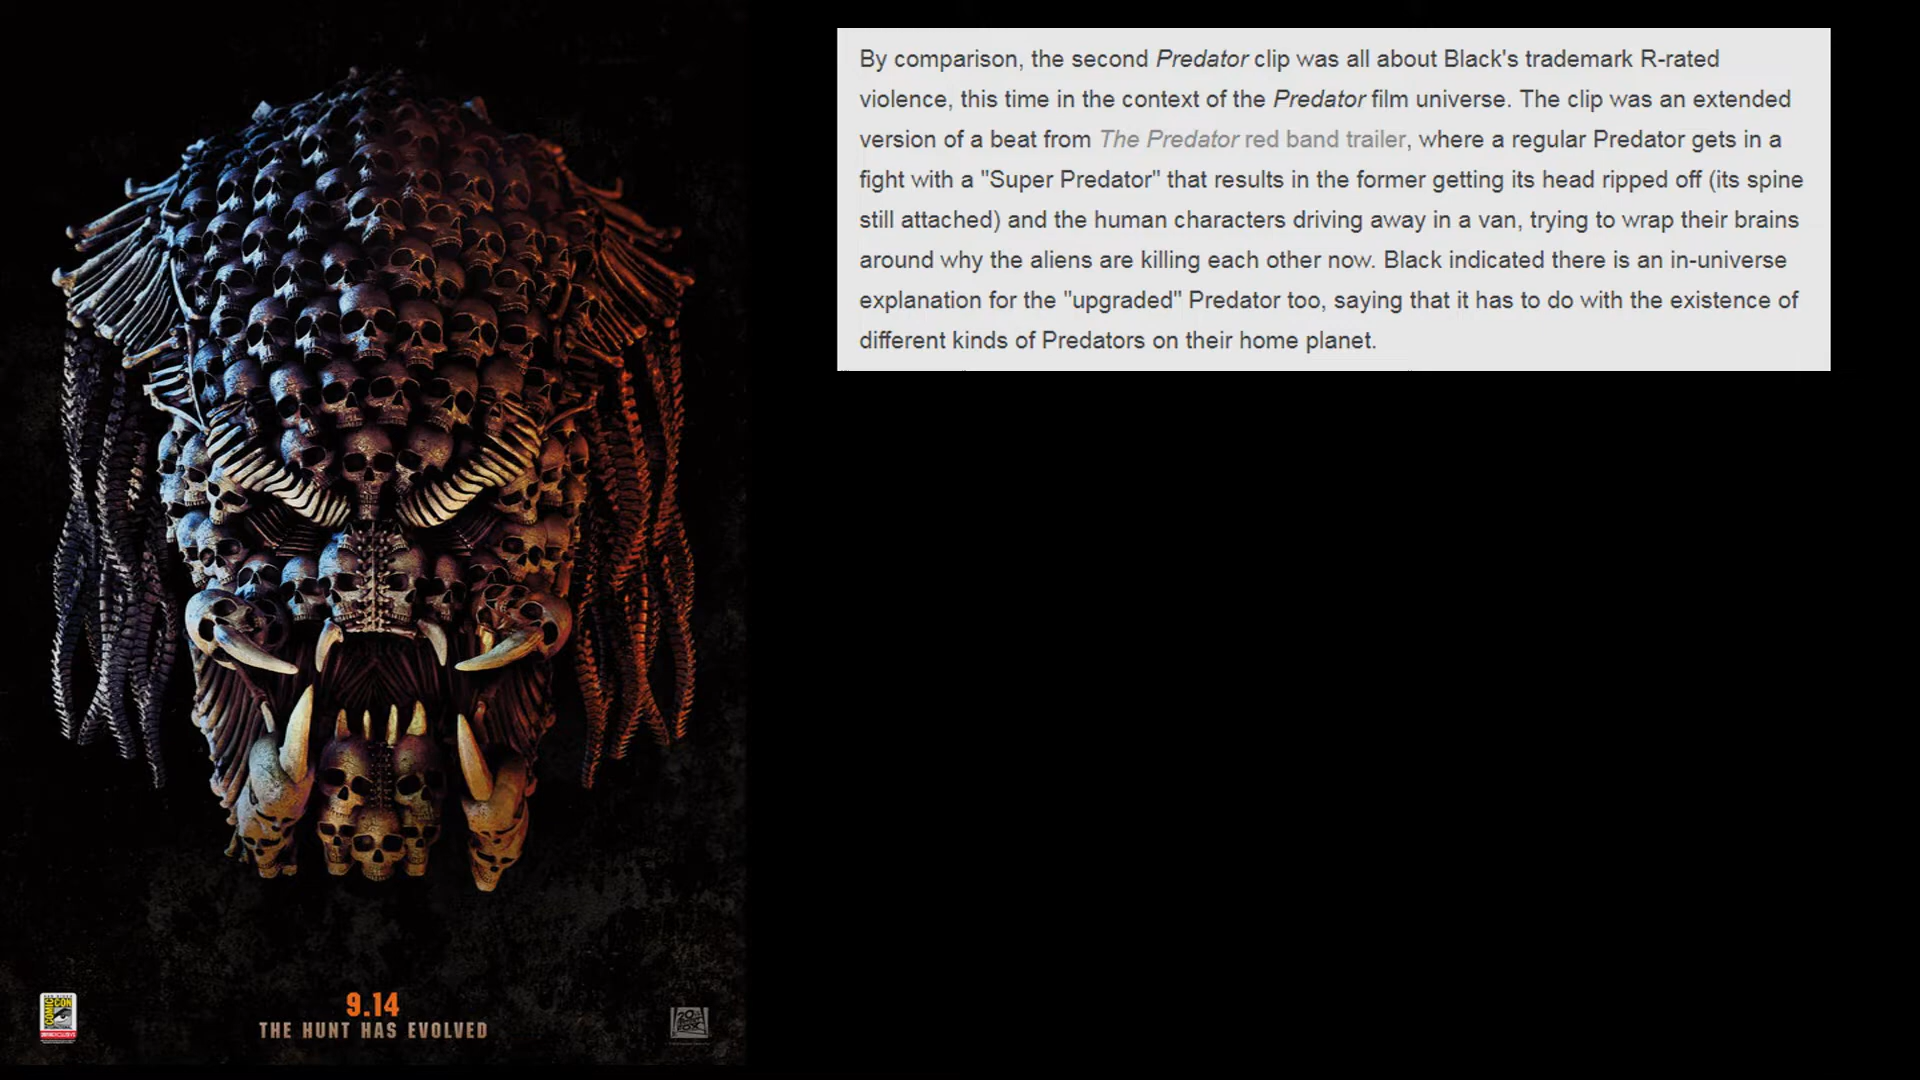 By comparison, the second Predator clip was all about Black's trademark R-rated
violence, this time in the context of the Predator film universe. The clip was an extended
version of a beat from The Predator red band trailer, where a regular Predator gets in a
fight with a "Super Predator" that results in the former getting its head ripped off (its spine
still attached) and the human characters driving away in a van, trying to wrap their brains
around why the aliens are killing each other now. Black indicated there is an in-universe
explanation for the "upgraded" Predator too, saying that it has to do with the existence of
different kinds of Predators on their home planet.
9.14
THE HUNT HAS EVOLVED
COMIC CON
20
FOX